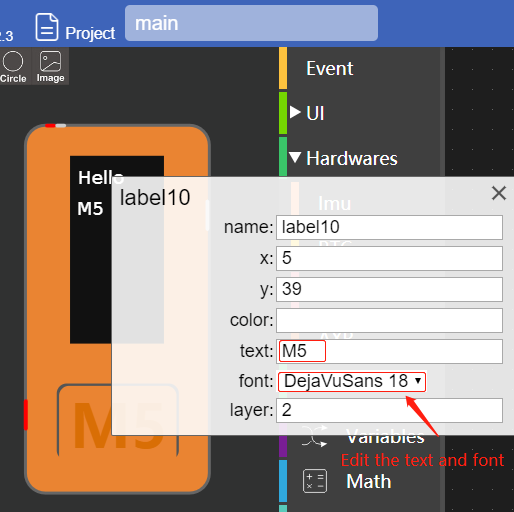 2.3
Project
main
Circle
Image
Event
UI
Hardwares
Hello
M5
label10
Imu
name: label10
x: 5
y: 39
color:
text: M5
font: DejaVuSans 18
layer: 2
M5
Variables
Edit the text and font
Math